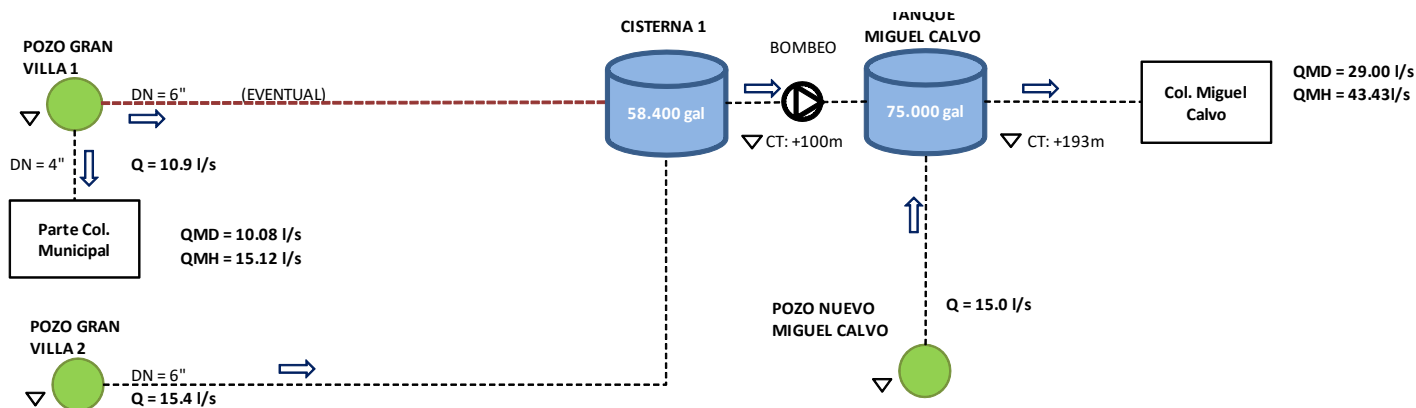 POZO GRAN
VILLA 1
DN = 6"
(EVENTUAL)
DN = 4"
Q = 10.9 l/s
Parte Col.
Municipal
QMD = 10.08 l/s
QMH = 15.12 l/s
POZO GRAN
VILLA 2
DN = 6"
Q = 15.4 l/s
CISTERNA 1
58.400 gal
BOMBEO
CT: +100m
TANQUE
MIGUEL CALVO
75.000 gal
CT: +193m
Col. Miguel
Calvo
QMD = 29.00 l/s
QMH = 43.43l/s
POZO NUEVO
MIGUEL CALVO
Q = 15.0 l/s